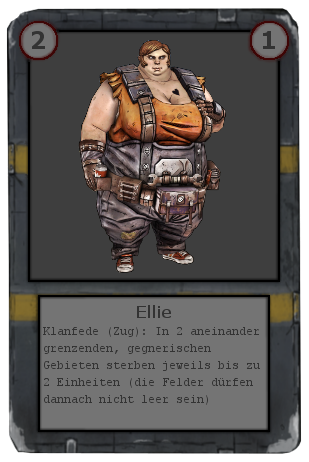 2 1
Ellie
Klanfede (Zug): In 2 aneinander
grenzenden, gegnerischen
Gebieten sterben jeweils bis zu
2 Einheiten (die Felder dürfen
dannach nicht leer sein)